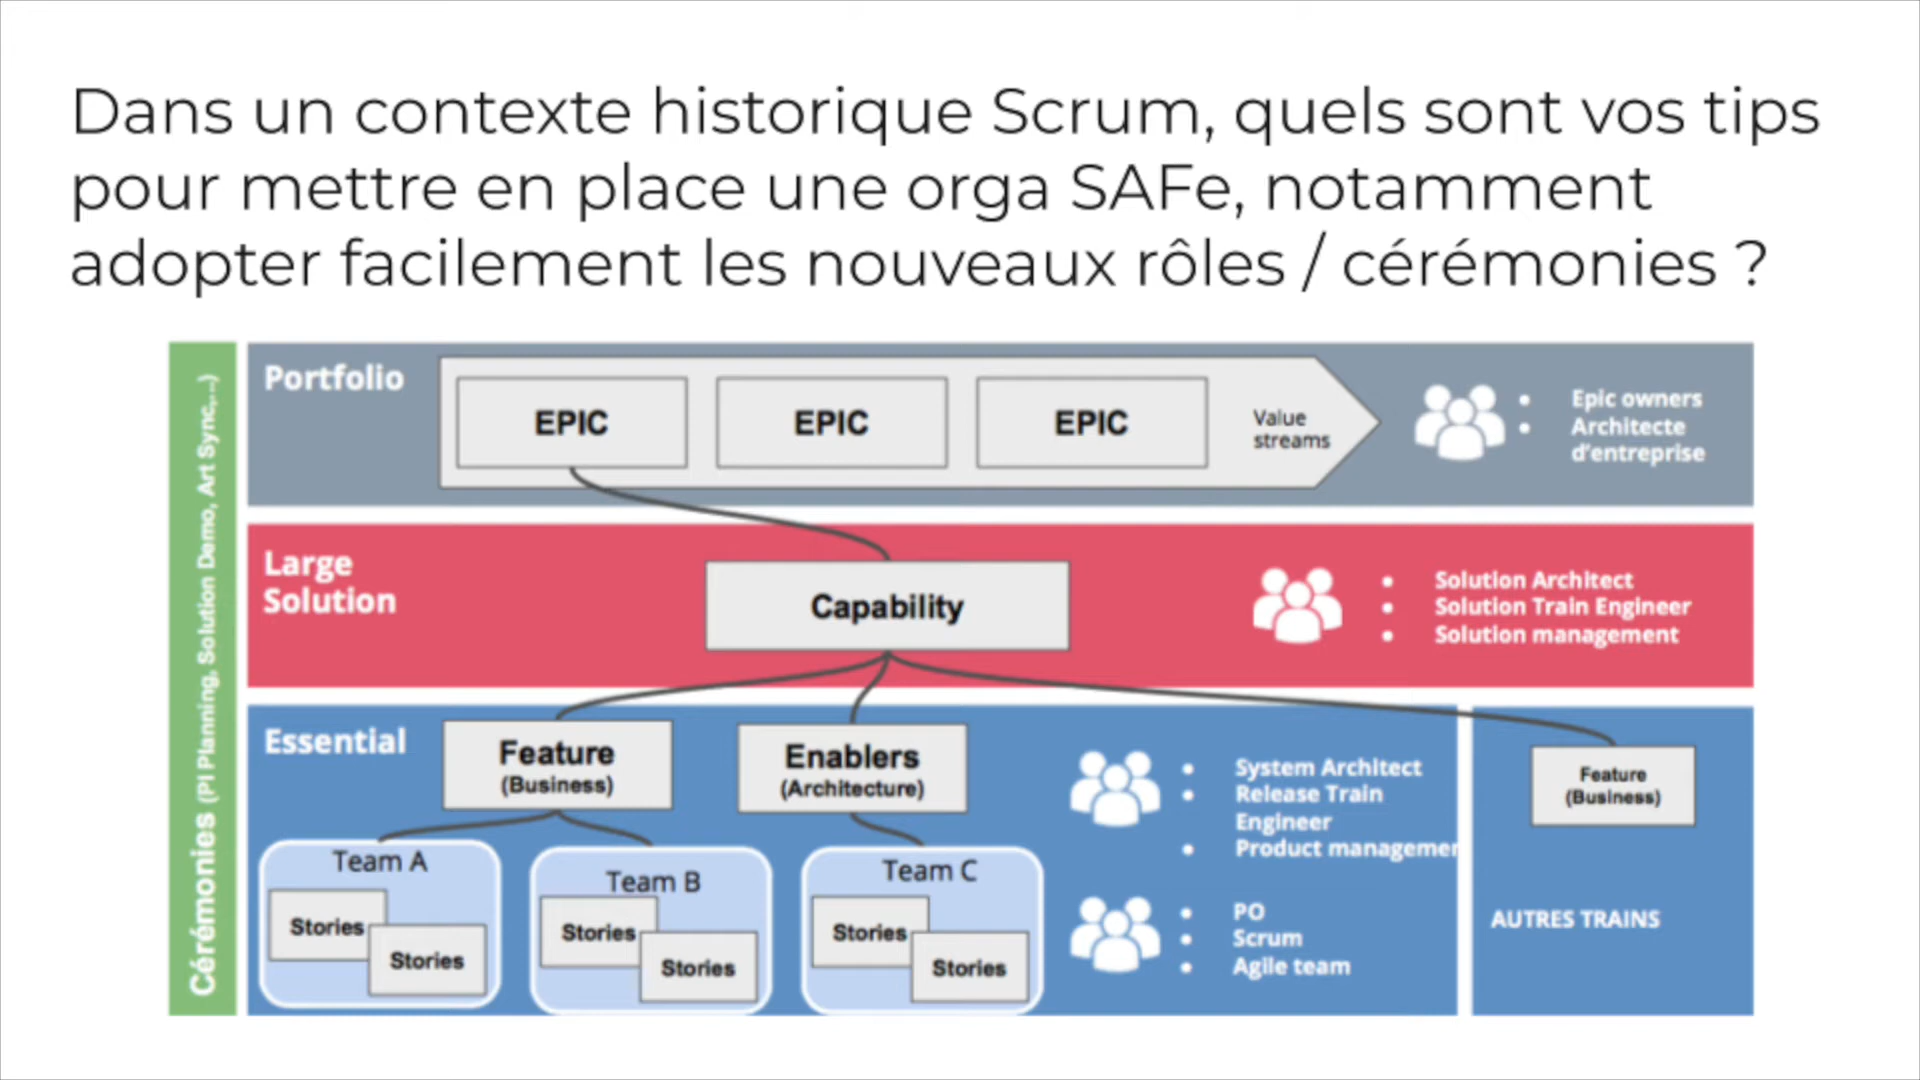 Dans un contexte historique Scrum, quels sont vos tips
pour mettre en place une orga SAFe, notamment
adopter facilement les nouveaux rôles / cérémonies ?
Cérémonies (PI Planning, Solution Demo, Art Sync,...)
Portfolio
EPIC
EPIC
EPIC
Value
streams
Epic owners
Architecte
d'entreprise
Large
Solution
Capability
Solution Architect
Solution Train Engineer
Solution management
Essential
Feature
(Business)
Enablers
(Architecture)
System Architect
Release Train
Engineer
Product managemen
Feature
(Business)
Team A
Stories
Stories
Team B
Stories
Stories
Team C
Stories
Stories
PO
Scrum
Agile team
AUTRES TRAINS